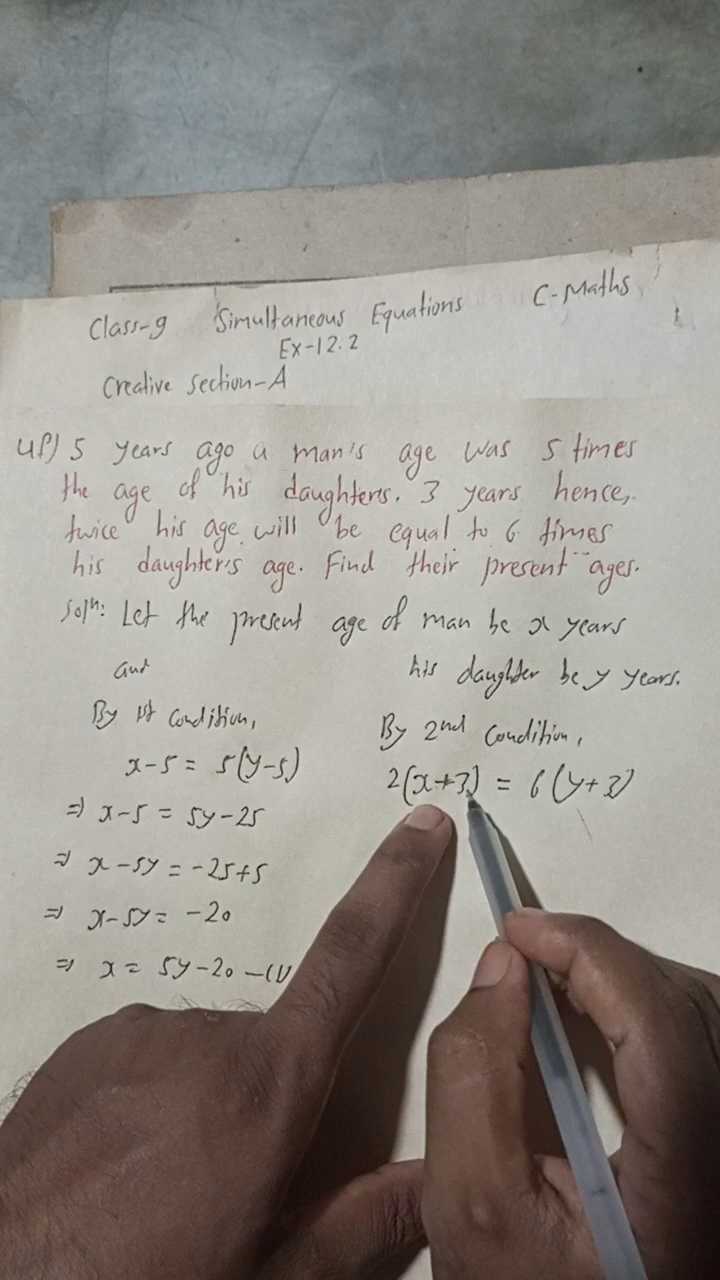 Class-9 Simultaneous Equations C-Maths
Ex-12.2
Creative section-A
5 years ago a man's age was 5 times
the age of his daughters. 3 years hence,
twice his age will be equal to 6 times
his daughter's age. Find their present ages.
Solⁿ: Let the present age of man be x years
and his daughter be y years.
By 1st Condition,
x-5 = 5(y-5)
⇒ x-5 = 5y-25
⇒ x-5y = -25+5
⇒ x-5y = -20
⇒ x = 5y-20 -(1)
By 2nd Condition,
2(x+3) = 6(y+3)